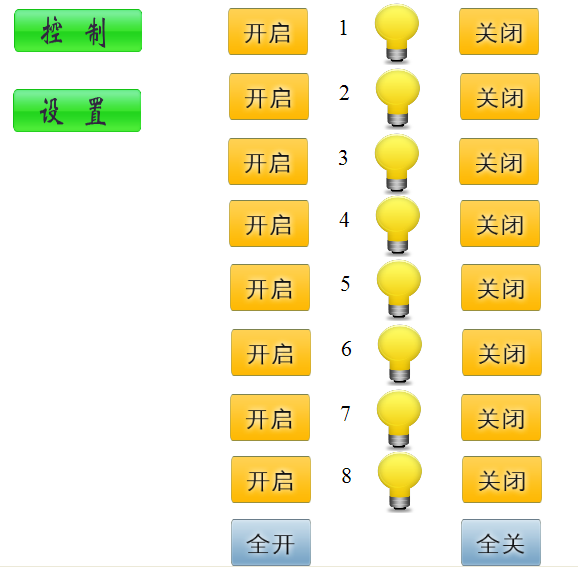 控制
设置
开启 1 关闭
开启 2 关闭
开启 3 关闭
开启 4 关闭
开启 5 关闭
开启 6 关闭
开启 7 关闭
开启 8 关闭
全开 全关